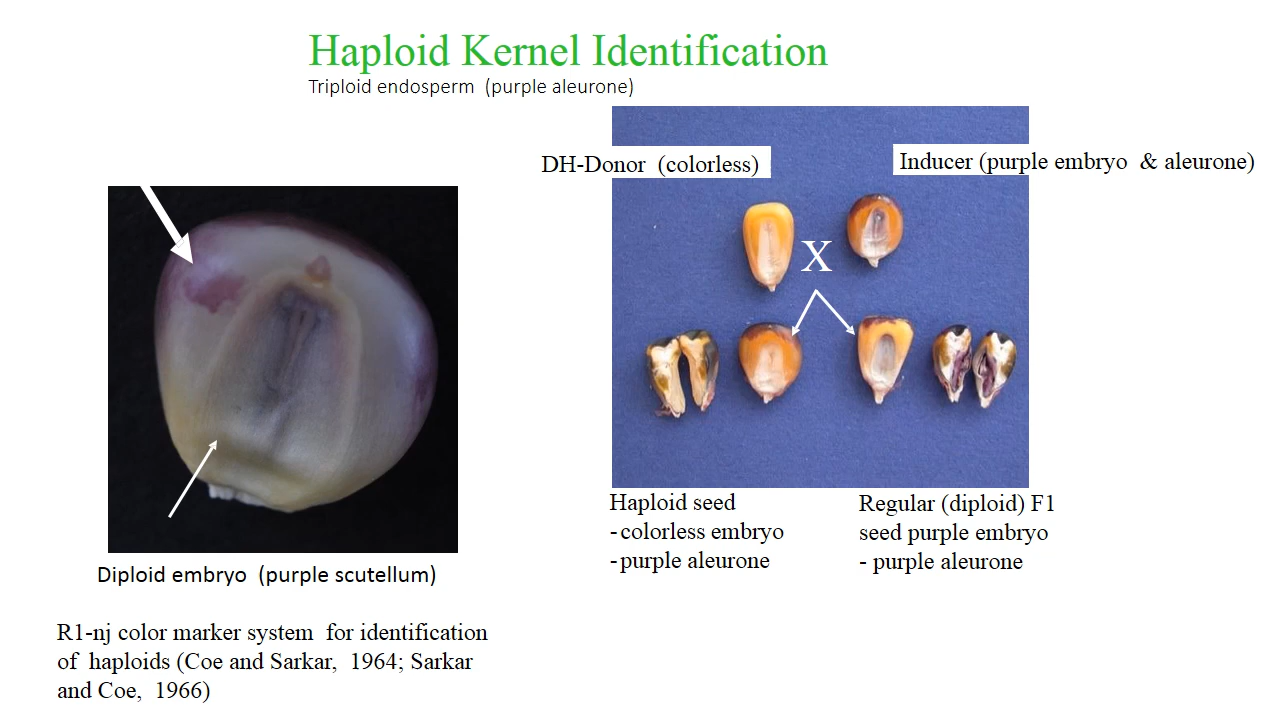 Haploid Kernel Identification
Triploid endosperm (purple aleurone)
DH-Donor (colorless)
Inducer (purple embryo & aleurone)
X
Haploid seed
-colorless embryo
-purple aleurone
Regular (diploid) F1
seed purple embryo
- purple aleurone
Diploid embryo (purple scutellum)
R1-nj color marker system for identification
of haploids (Coe and Sarkar, 1964; Sarkar
and Coe, 1966)